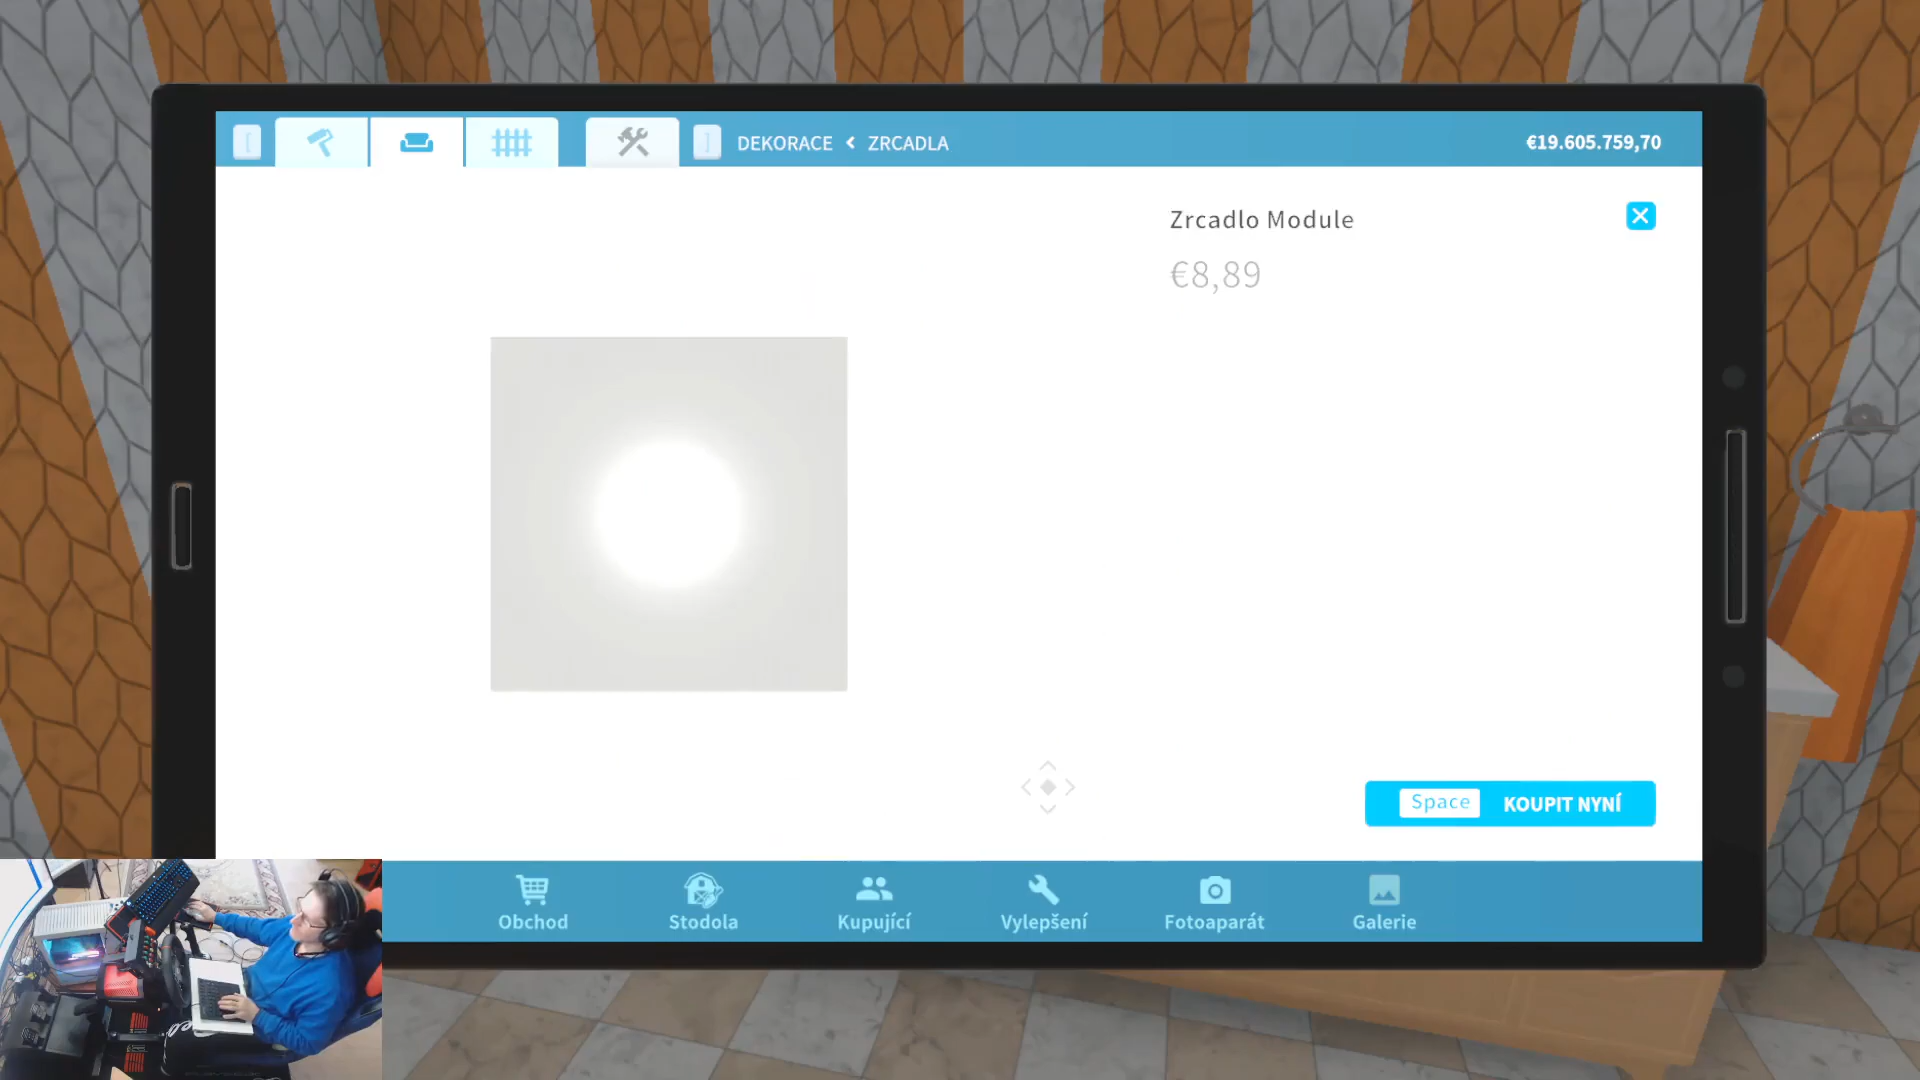 [
]
DEKORACE < ZRCADLA
€19.605.759,70
Zrcadlo Module
€8,89
Space KOUPIT NYNÍ
Obchod
Stodola
Kupující
Vylepšení
Fotoaparát
Galerie